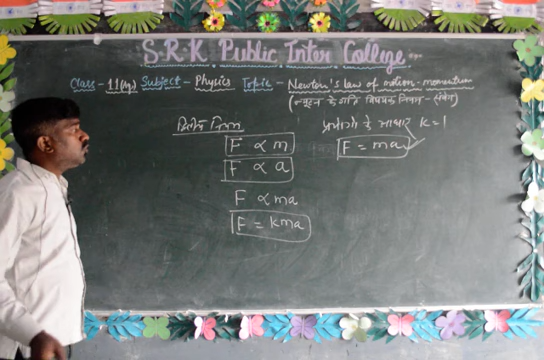 S.R.K. Public Inter College
Class - 11(A) Subject - Physics Topic - Newton's law of motion - momentum
(न्यूटन के गति विषयक नियम - संवेग)
द्वितीय नियम
F ∝ m
F ∝ a
F ∝ ma
F = kma
प्रयोगों के आधार K = 1
F = ma